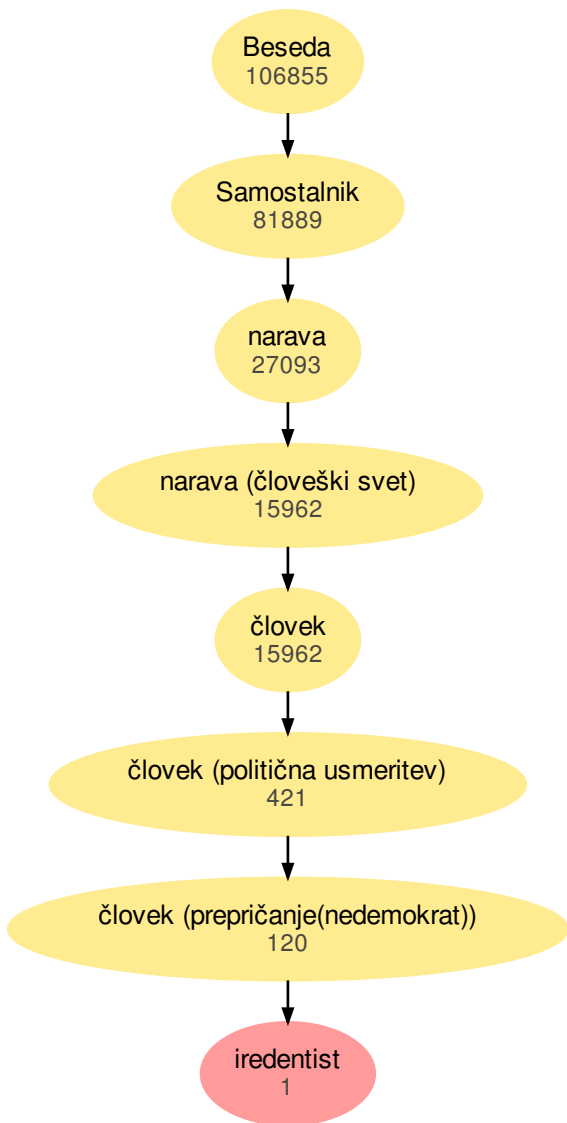 Beseda
106855
Samostalnik
81889
narava
27093
narava (človeški svet)
15962
človek
15962
človek (politična usmeritev)
421
človek (prepričanje(nedemokrat))
120
iredentist
1